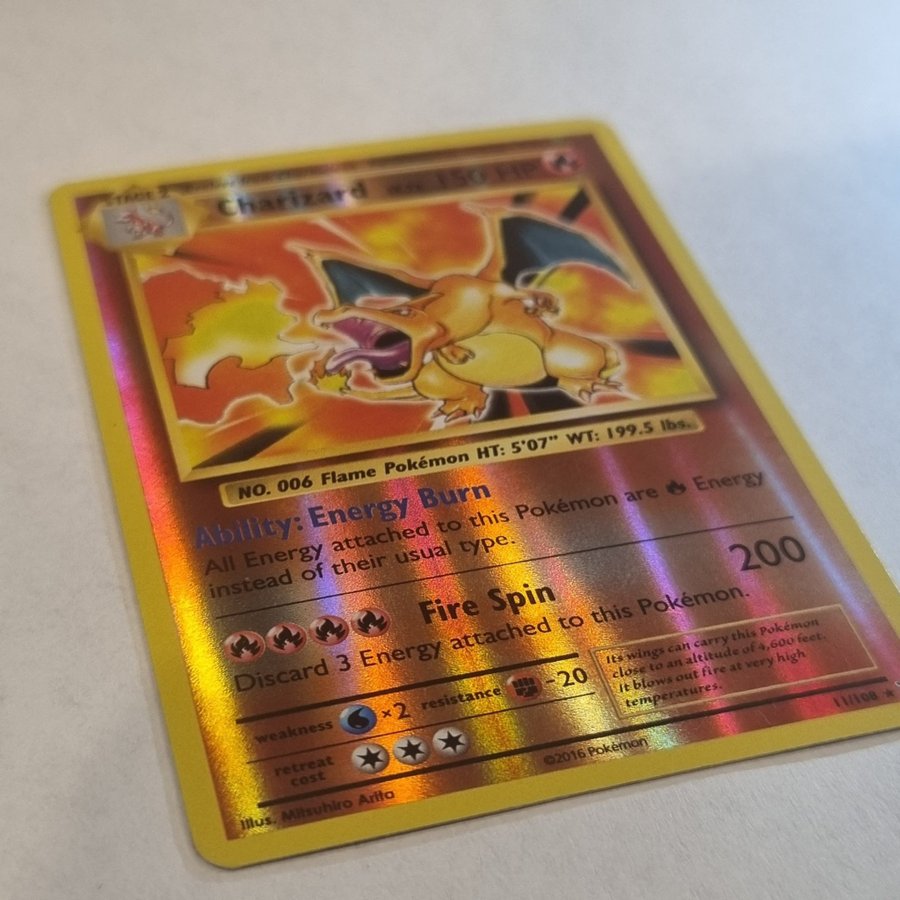 STAGE 2
Charizard 150 HP
NO. 006 Flame Pokémon HT: 5'07" WT: 199.5 lbs.
Ability: Energy Burn
All Energy attached to this Pokémon are Energy
instead of their usual type.
Fire Spin 200
Discard 3 Energy attached to this Pokémon.
weakness ×2 resistance -20
retreat
cost
Its wings can carry this Pokémon
close to an altitude of 4,600 feet.
It blows out fire at very high
temperatures.
illus. Mitsuhiro Arita
©2016 Pokémon
11/108 ★